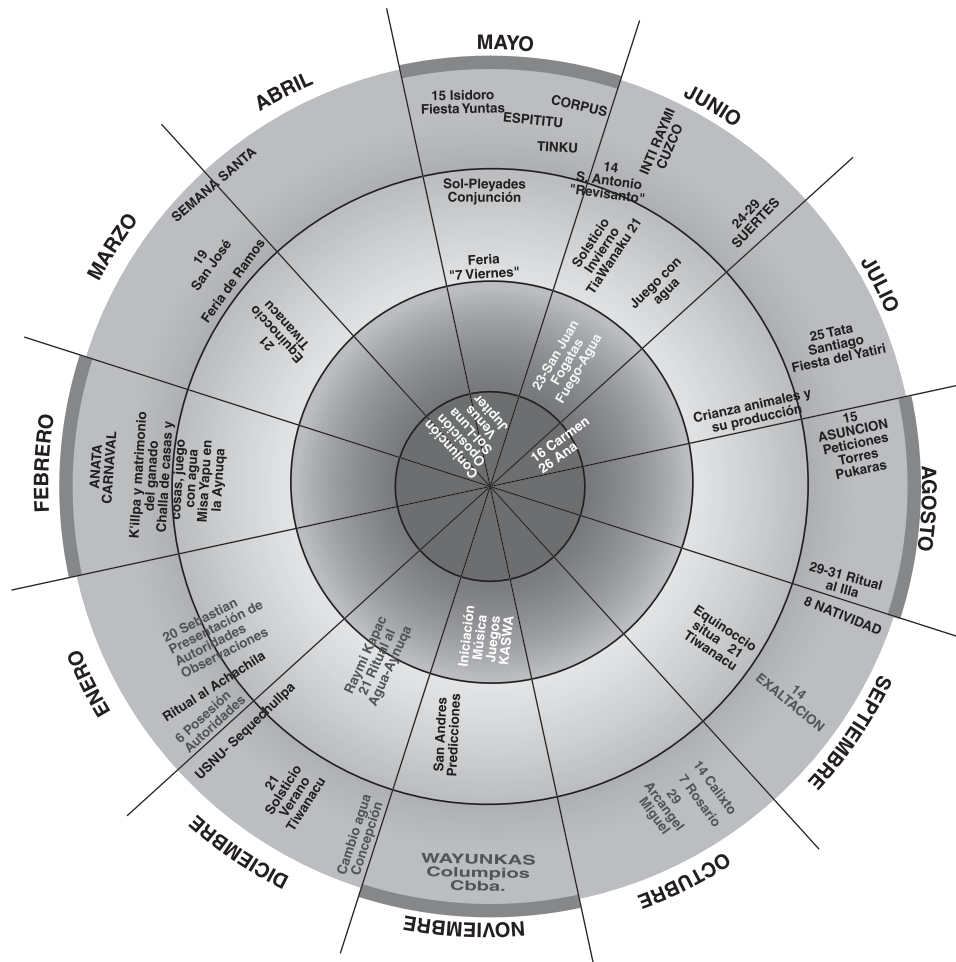 MAYO
15 Isidoro
Fiesta Yuntas
ESPITITU
CORPUS
TINKU
Sol-Pleyades
Conjunción
Feria
"7 Viernes"
JUNIO
INTI RAYMI
CUZCO
14
S. Antonio
"Revisanto"
Solsticio
Invierno
TiaWanaku 21
23-San Juan
Fogatas
Fuego-Agua
24-29
SUERTES
Juego con
agua
JULIO
25 Tata
Santiago
Fiesta del Yatiri
Crianza animales y
su producción
16 Carmen
26 Ana
AGOSTO
15
ASUNCION
Peticiones
Torres
Pukaras
29-31 Ritual
al Illa
SEPTIEMBRE
8 NATIVIDAD
14
EXALTACION
Equinoccio
situa 21
Tiwanacu
OCTUBRE
14 Calixto
7 Rosario
29
Arcangel
Miguel
NOVIEMBRE
WAYUNKAS
Columpios
Cbba.
San Andres
Predicciones
Iniciación
Música
Juegos
KASWA
DICIEMBRE
Cambio agua
Concepción
21
Solsticio
Verano
Tiwanacu
USNU- Sequechullpa
Raymi Kapac
21 Ritual al
Agua-Aynuqa
ENERO
20 Sebastian
Presentación de
Autoridades
Observaciones
Ritual al Achachila
6 Posesión
Autoridades
FEBRERO
ANATA
CARNAVAL
K'illpa y matrimonio
del ganado
Challa de casas y
cosas, juego
con agua
Misa Yapu en
la Aynuqa
MARZO
19
San José
Feria de Ramos
21
Equinoccio
Tiwanacu
ABRIL
SEMANA SANTA
Conjunción
Oposición
Sol-Luna
Venus
Jupiter